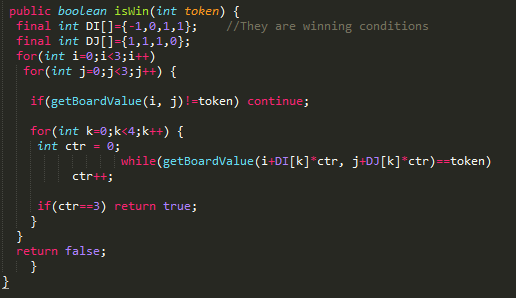 public boolean isWin(int token) {
final int DI[]={-1,0,1,1};    //They are winning conditions
final int DJ[]={1,1,1,0};
for(int i=0;i<3;i++)
for(int j=0;j<3;j++) {
if(getBoardValue(i, j)!=token) continue;
for(int k=0;k<4;k++) {
int ctr = 0;
while(getBoardValue(i+DI[k]*ctr, j+DJ[k]*ctr)==token)
ctr++;
if(ctr==3) return true;
}
}
return false;
}
}